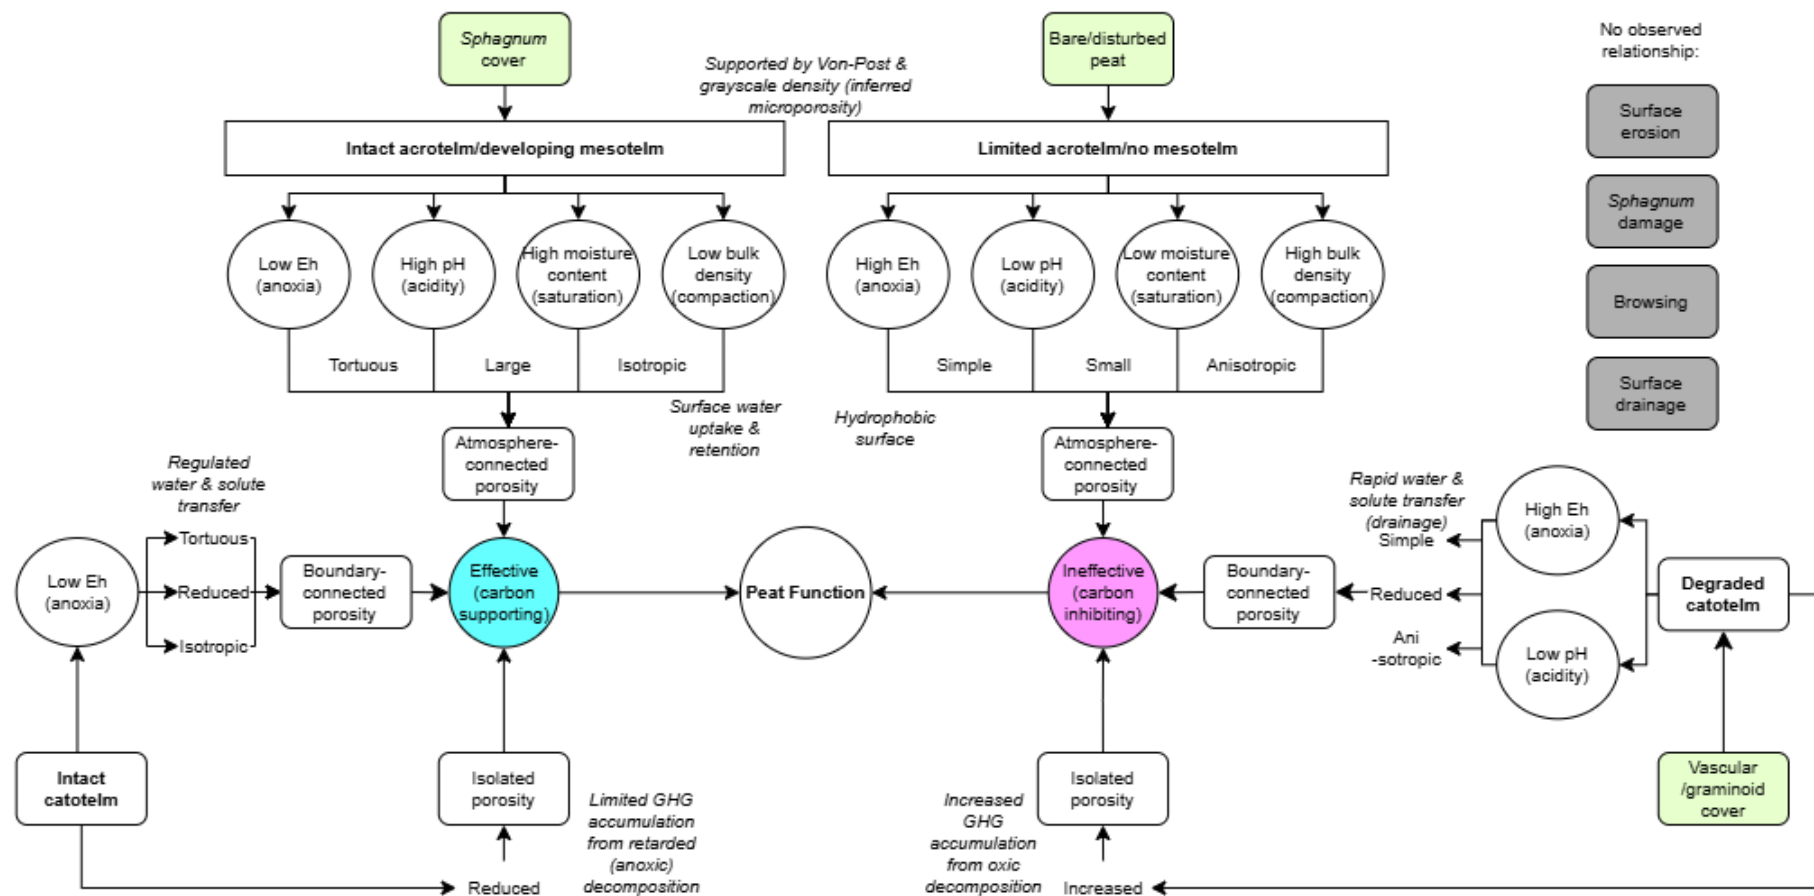 Sphagnum
cover
Supported by Von-Post &
grayscale density (inferred
microporosity)
Bare/disturbed
peat
No observed
relationship:
Surface
erosion
Sphagnum
damage
Browsing
Surface
drainage
Intact acrotelm/developing mesotelm
Limited acrotelm/no mesotelm
Low Eh
(anoxia)
High pH
(acidity)
High moisture
content
(saturation)
Low bulk
density
(compaction)
High Eh
(anoxia)
Low pH
(acidity)
Low moisture
content
(saturation)
High bulk
density
(compaction)
Tortuous
Large
Isotropic
Simple
Small
Anisotropic
Surface water
uptake &
retention
Hydrophobic
surface
Atmosphere-
connected
porosity
Atmosphere-
connected
porosity
Regulated
water & solute
transfer
Tortuous
Reduced
Isotropic
Low Eh
(anoxia)
Boundary-
connected
porosity
Effective
(carbon
supporting)
Peat Function
Ineffective
(carbon
inhibiting)
Boundary-
connected
porosity
Rapid water &
solute transfer
(drainage)
Simple
Reduced
Ani
-sotropic
High Eh
(anoxia)
Low pH
(acidity)
Degraded
catotelm
Vascular
/graminoid
cover
Intact
catotelm
Isolated
porosity
Limited GHG
accumulation
from retarded
(anoxic)
decomposition
Reduced
Increased
GHG
accumulation
from oxic
decomposition
Isolated
porosity
Increased